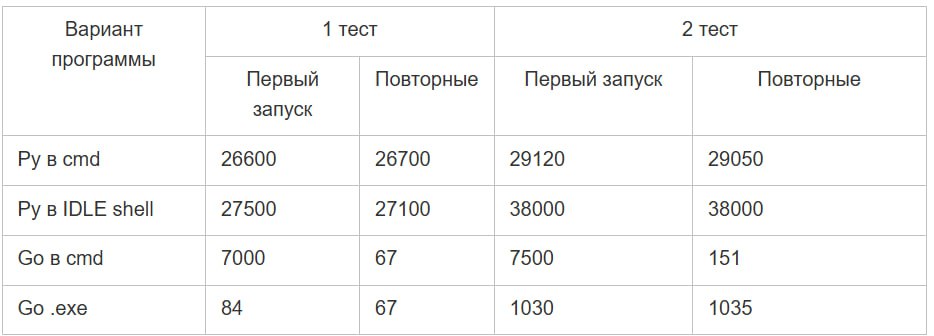 Вариант
программы
1 тест
2 тест
Первый
запуск
Повторные
Первый запуск
Повторные
Py в cmd
26600
26700
29120
29050
Py в IDLE shell
27500
27100
38000
38000
Go в cmd
7000
67
7500
151
Go .exe
84
67
1030
1035